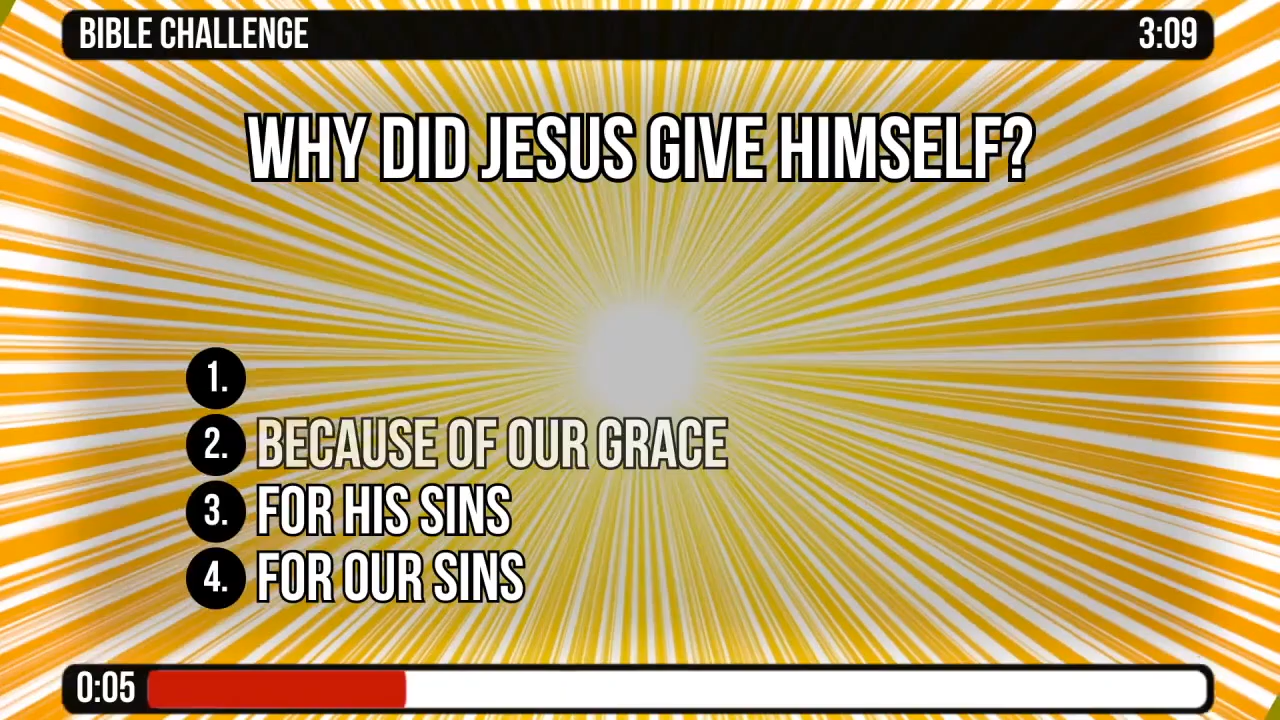 BIBLE CHALLENGE 3:09
WHY DID JESUS GIVE HIMSELF?
1.
2. BECAUSE OF OUR GRACE
3. FOR HIS SINS
4. FOR OUR SINS
0:05